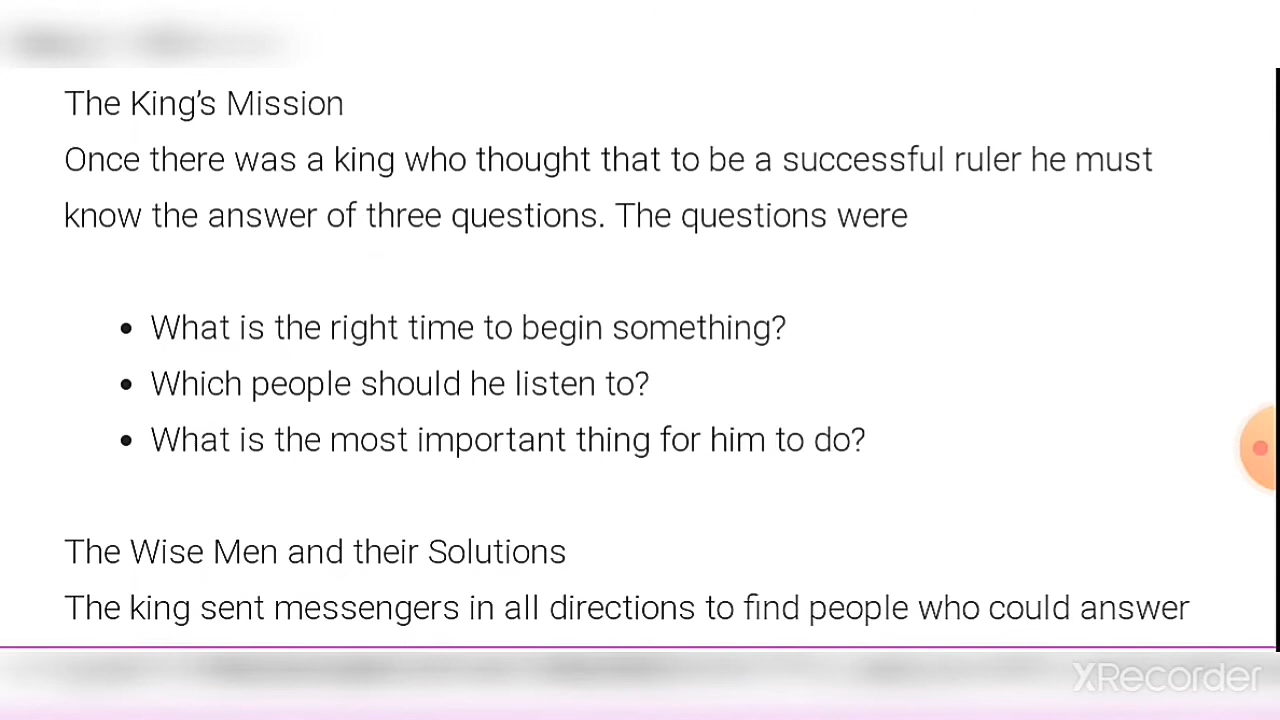 The King's Mission
Once there was a king who thought that to be a successful ruler he must
know the answer of three questions. The questions were
• What is the right time to begin something?
• Which people should he listen to?
• What is the most important thing for him to do?
The Wise Men and their Solutions
The king sent messengers in all directions to find people who could answer
XRecorder